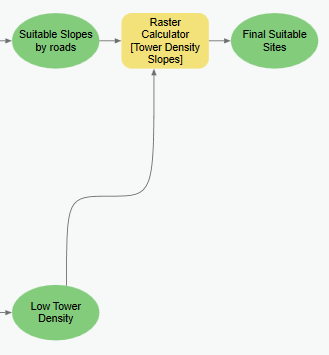 Suitable Slopes
by roads
Raster
Calculator
[Tower Density
Slopes]
Final Suitable
Sites
Low Tower
Density